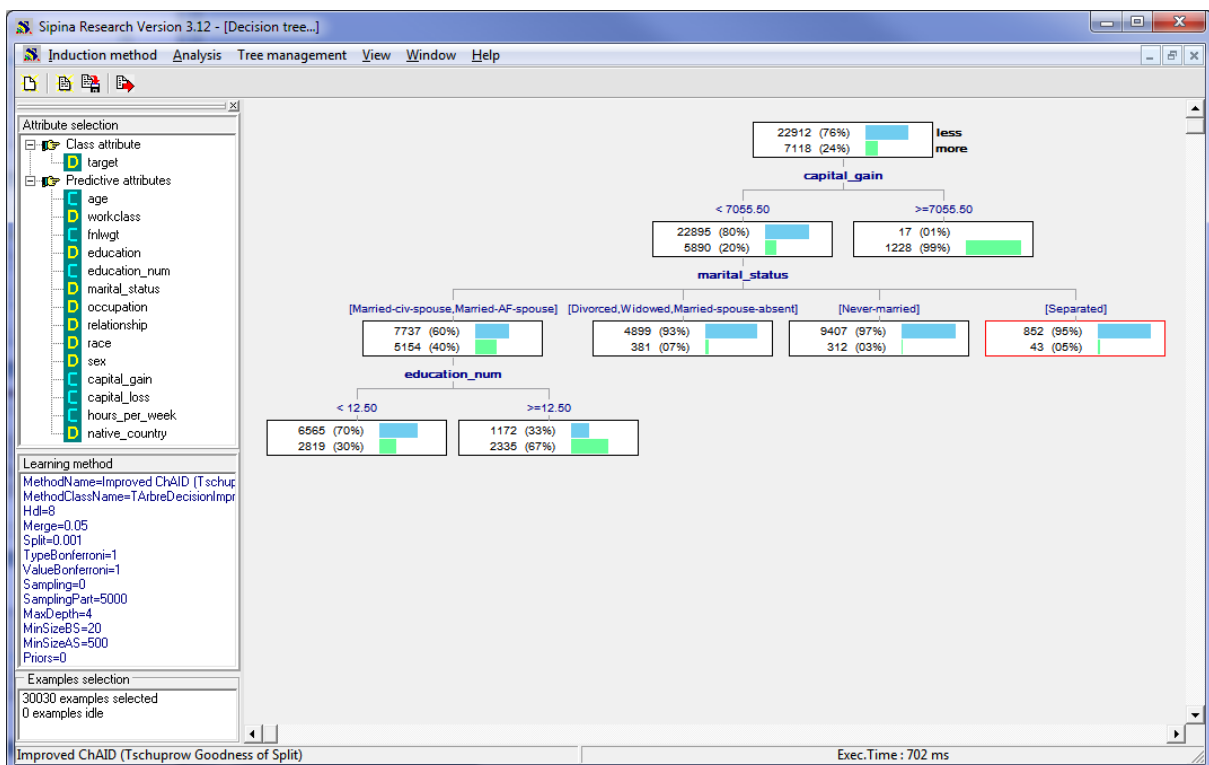 Sipina Research Version 3.12 - [Decision tree...]
Induction method Analysis Tree management View Window Help
Attribute selection
Class attribute
D target
Predictive attributes
C age
D workclass
C fnlwgt
D education
C education_num
D marital_status
D occupation
D relationship
D race
D sex
C capital_gain
C capital_loss
C hours_per_week
D native_country
Learning method
MethodName=Improved ChAID (Tschup
MethodClassName=TArbreDecisionImpr
Hdl=8
Merge=0.05
Split=0.001
TypeBonferroni=1
ValueBonferroni=1
Sampling=0
SamplingPart=5000
MaxDepth=4
MinSizeBS=20
MinSizeAS=500
Priors=0
Examples selection
30030 examples selected
0 examples idle
22912 (76%) less
7118 (24%) more
capital_gain
< 7055.50 >=7055.50
22895 (80%) 17 (01%)
5890 (20%) 1228 (99%)
marital_status
[Married-civ-spouse,Married-AF-spouse] [Divorced,Widowed,Married-spouse-absent] [Never-married] [Separated]
7737 (60%) 4899 (93%) 9407 (97%) 852 (95%)
5154 (40%) 381 (07%) 312 (03%) 43 (05%)
education_num
< 12.50 >=12.50
6565 (70%) 1172 (33%)
2819 (30%) 2335 (67%)
Improved ChAID (Tschuprow Goodness of Split) Exec.Time : 702 ms